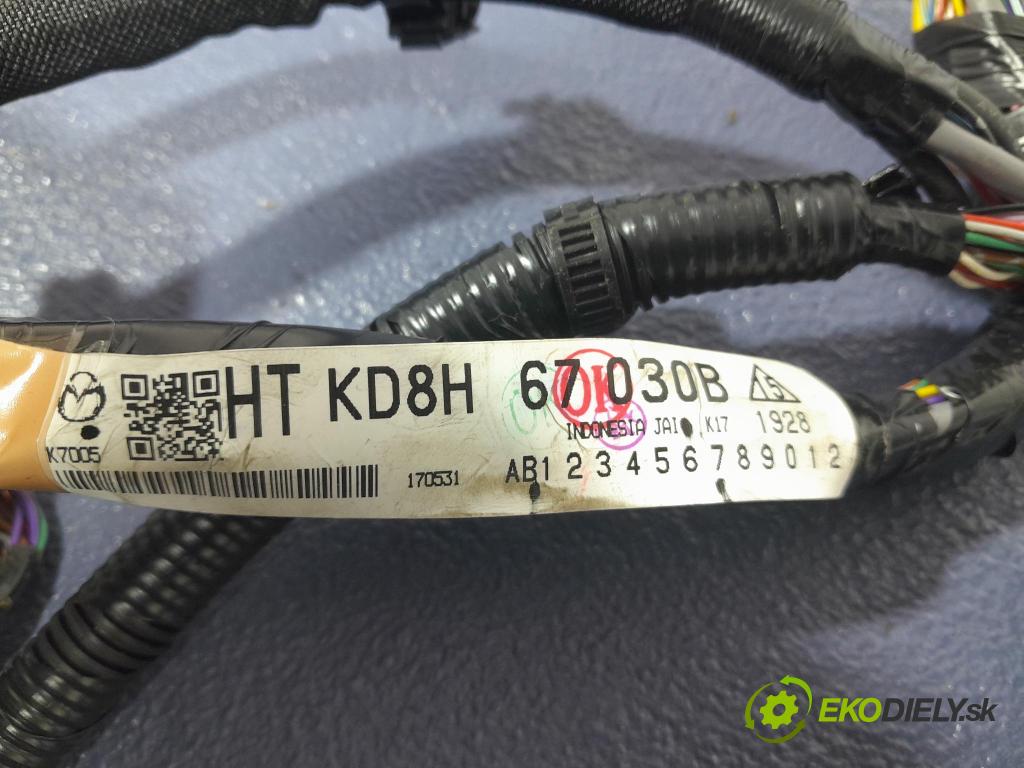 HT KD8H 67 030B 5
OK
INDONESIA JAI K17 1928
K7005
170531 AB1 2 3 4 5 6 7 8 9 0 1 2
EKODIELY.sk